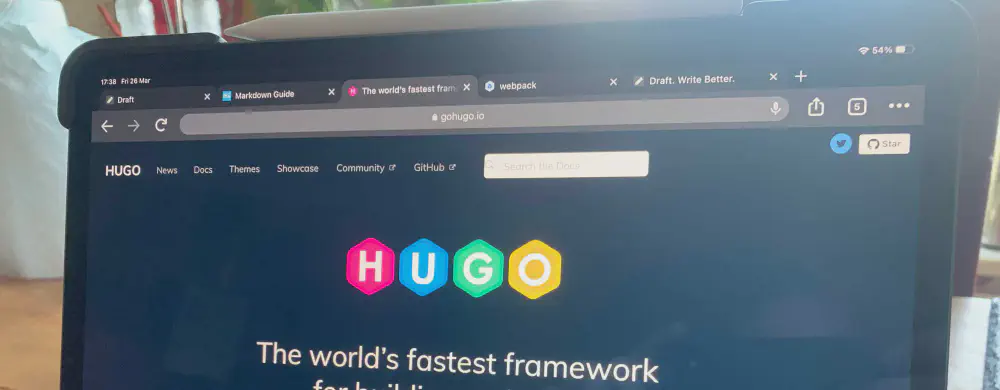 17:38 Fri 26 Mar
54%
Draft
Markdown Guide
The world's fastest fram
webpack
Draft. Write Better.
gohugo.io
5
Star
HUGO News Docs Themes Showcase Community GitHub Search the Docs
HUGO
The world's fastest framework
for